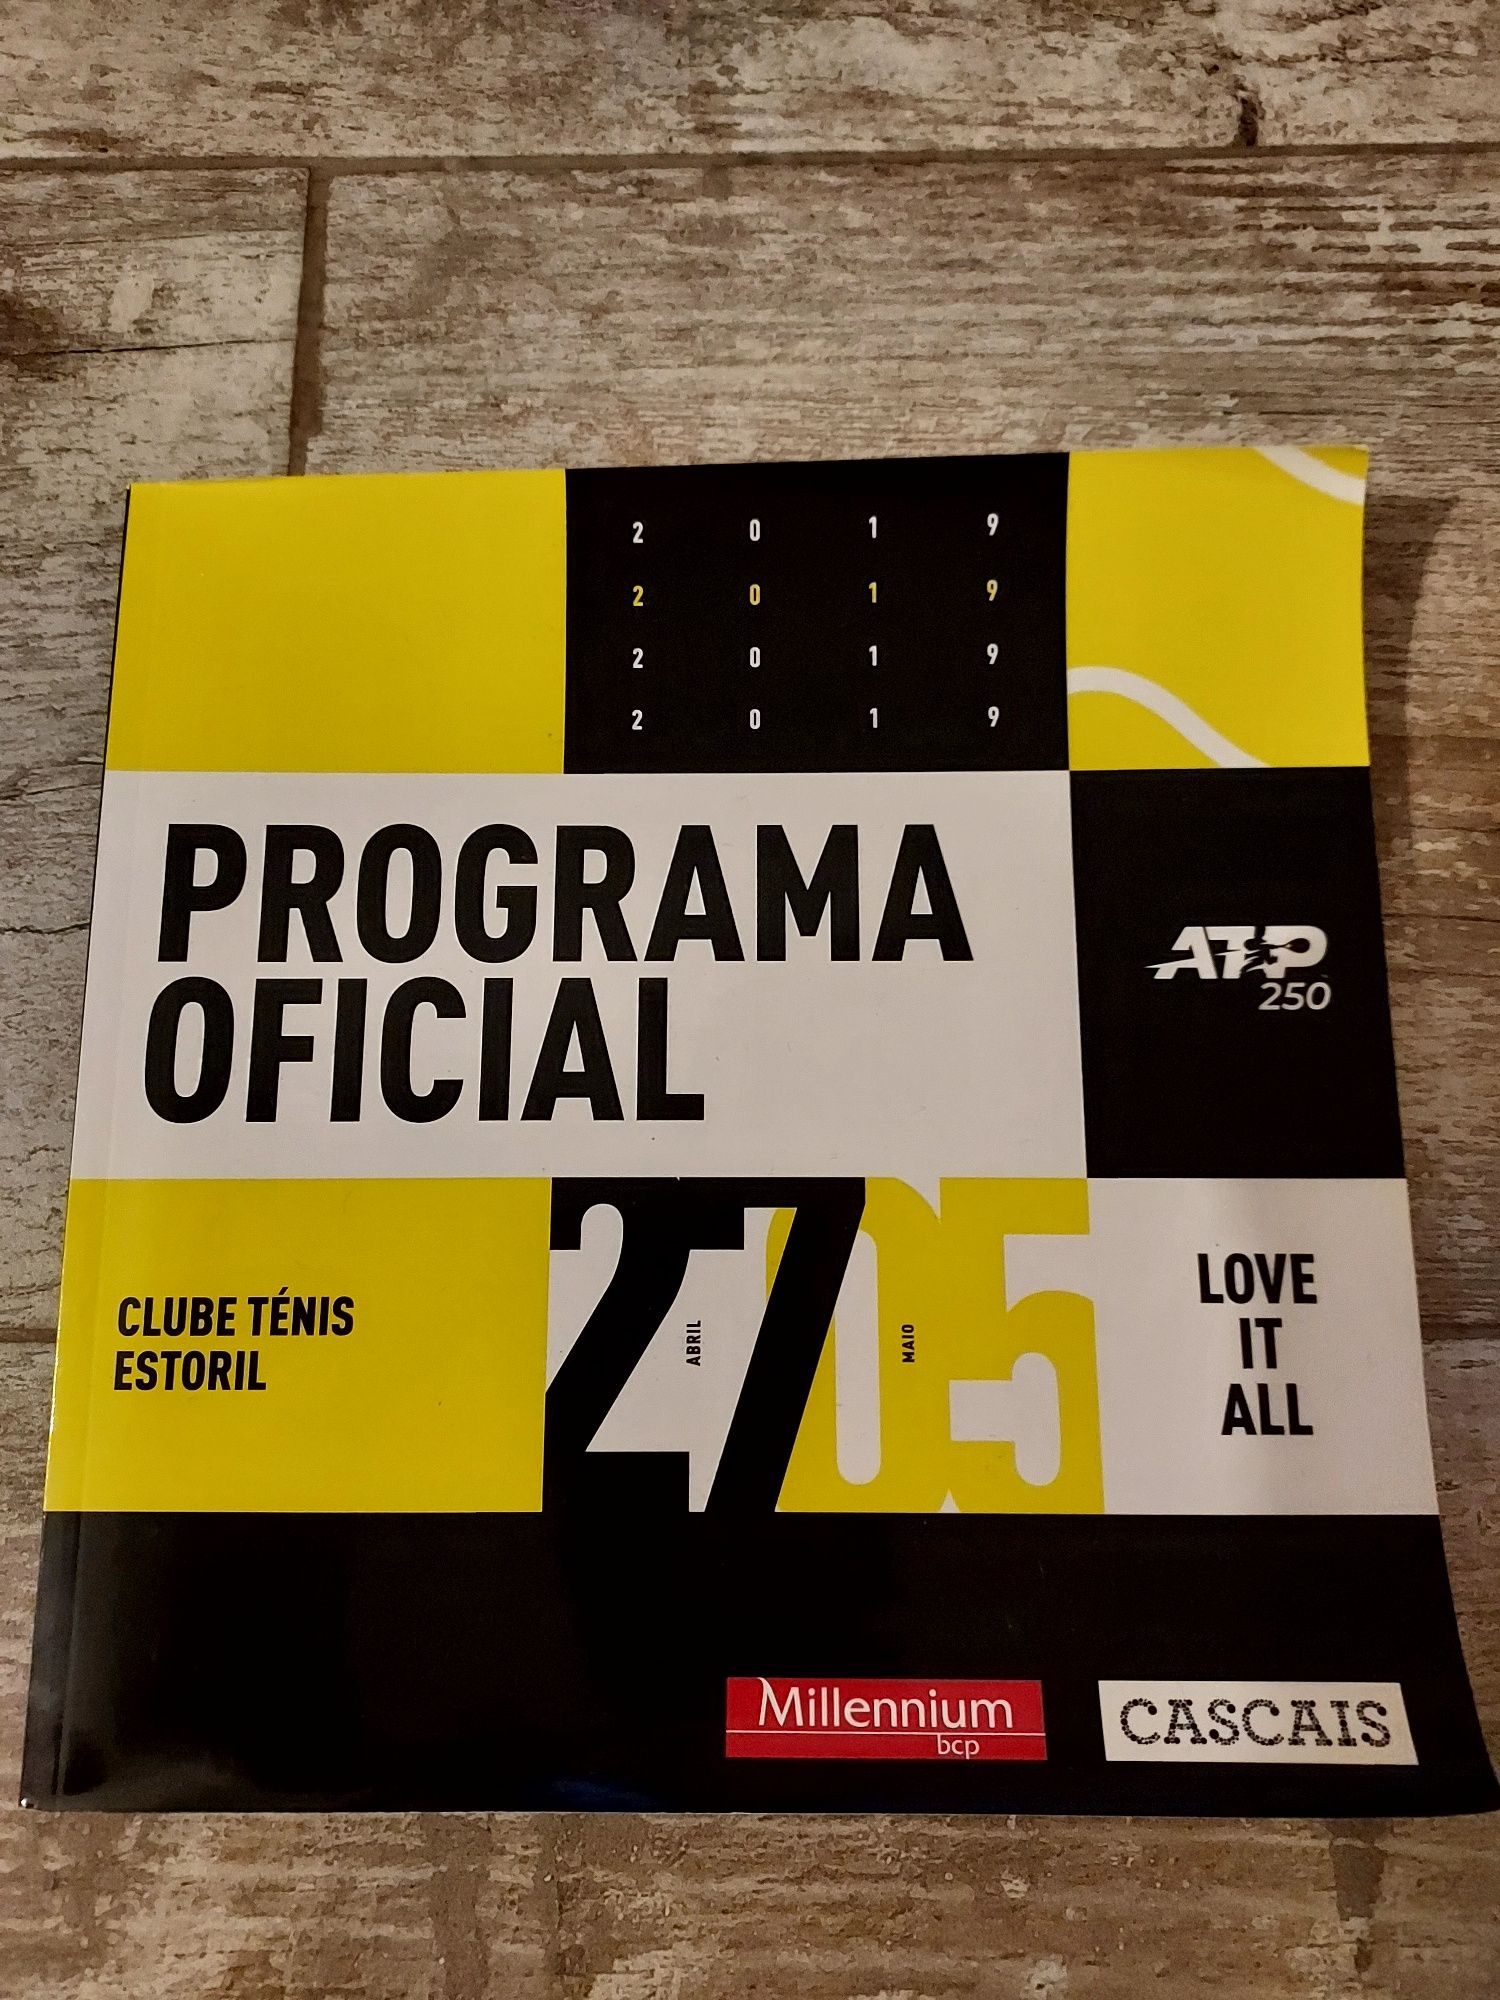 2 0 1 9
2 0 1 9
2 0 1 9
2 0 1 9
PROGRAMA
OFICIAL
ATP
250
CLUBE TÉNIS
ESTORIL
27 ABRIL
05 MAIO
LOVE
IT
ALL
Millennium
bcp
CASCAIS